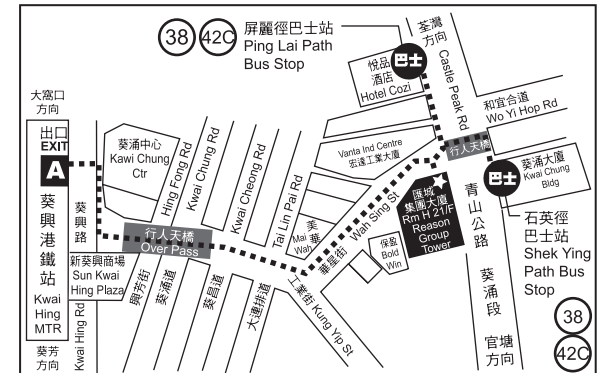 38
42C
屏麗徑巴士站
Ping Lai Path
Bus Stop
荃灣
方向
巴士
悅品
酒店
Hotel Cozi
Castle Peak Rd
和宜合道
Wo Yi Hop Rd
大窩口
方向
出口
EXIT
A
葵興港鐵站
Kwai
Hing
MTR
葵芳
方向
葵興路
Kwai Hing Rd
葵涌中心
Kawi Chung
Ctr
Hing Fong Rd
Kwai Chung Rd
Kwai Cheong Rd
Tai Lin Pai Rd
Vanta Ind Centre
宏達工業大廈
行人天橋
巴士
葵涌大廈
Kwai Chung
Bldg
行人天橋
Over Pass
新葵興商場
Sun Kwai
Hing Plaza
興芳街
葵涌道
葵昌道
大連排道
美華
Mai
Wah
華星街 Wah Sing St
工業街 Kung Yip St
保盈
Bold
Win
匯城
集團大廈
Rm H 21/F
Reason
Group
Tower
青山公路
葵涌段
官塘
方向
石英徑
巴士站
Shek Ying
Path Bus
Stop
38
42C